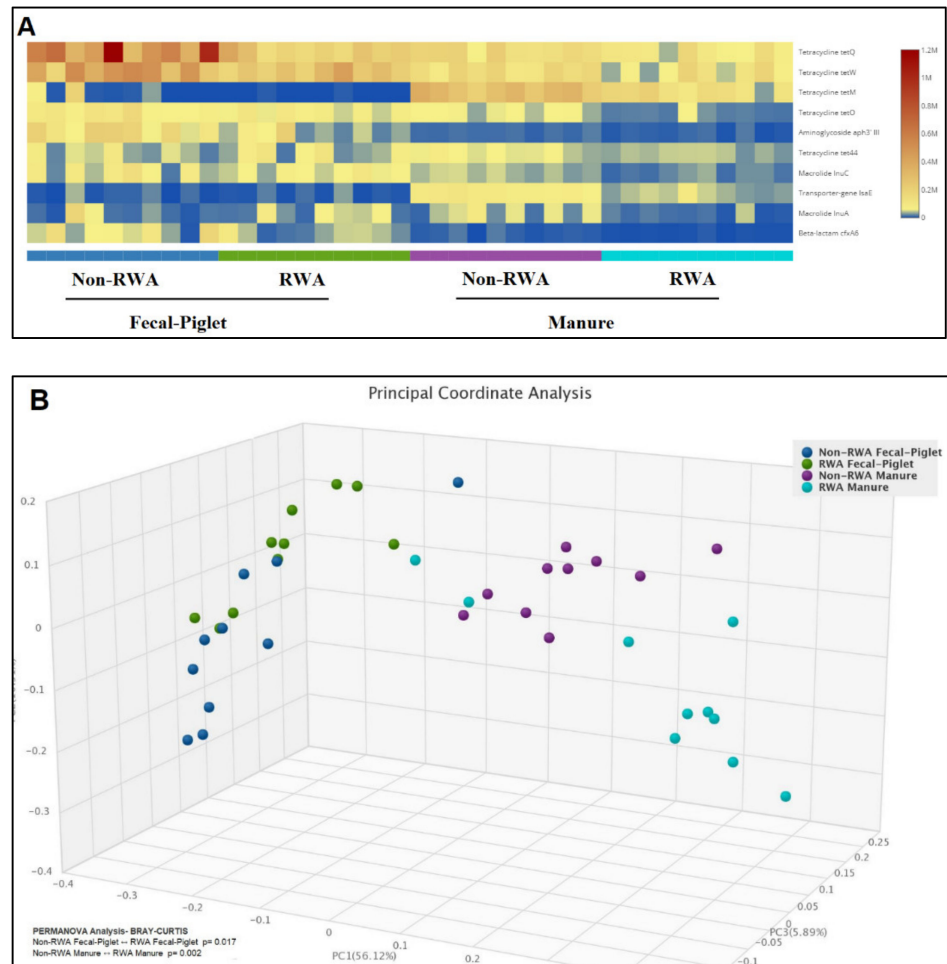 A
Tetracycline tetQ
Tetracycline tetW
Tetracycline tetM
Tetracycline tetO
Aminoglycoside aph3' III
Tetracycline tet44
Macrolide lnuC
Transporter-gene lsaE
Macrolide lnuA
Beta-lactam cfxA6
1.2M
1M
0.8M
0.6M
0.4M
0.2M
0
Non-RWA
RWA
Non-RWA
RWA
Fecal-Piglet
Manure
B
Principal Coordinate Analysis
Non-RWA Fecal-Piglet
RWA Fecal-Piglet
Non-RWA Manure
RWA Manure
0.2
0.1
0
−0.1
−0.2
−0.3
−0.4
−0.4
−0.3
−0.2
−0.1
0
0.1
0.2
PC1(56.12%)
0.25
0.2
0.15
0.1
0.05
0
−0.05
−0.1
PC3(5.89%)
PERMANOVA Analysis- BRAY-CURTIS
Non-RWA Fecal-Piglet ↔ RWA Fecal-Piglet p= 0.017
Non-RWA Manure ↔ RWA Manure p= 0.002